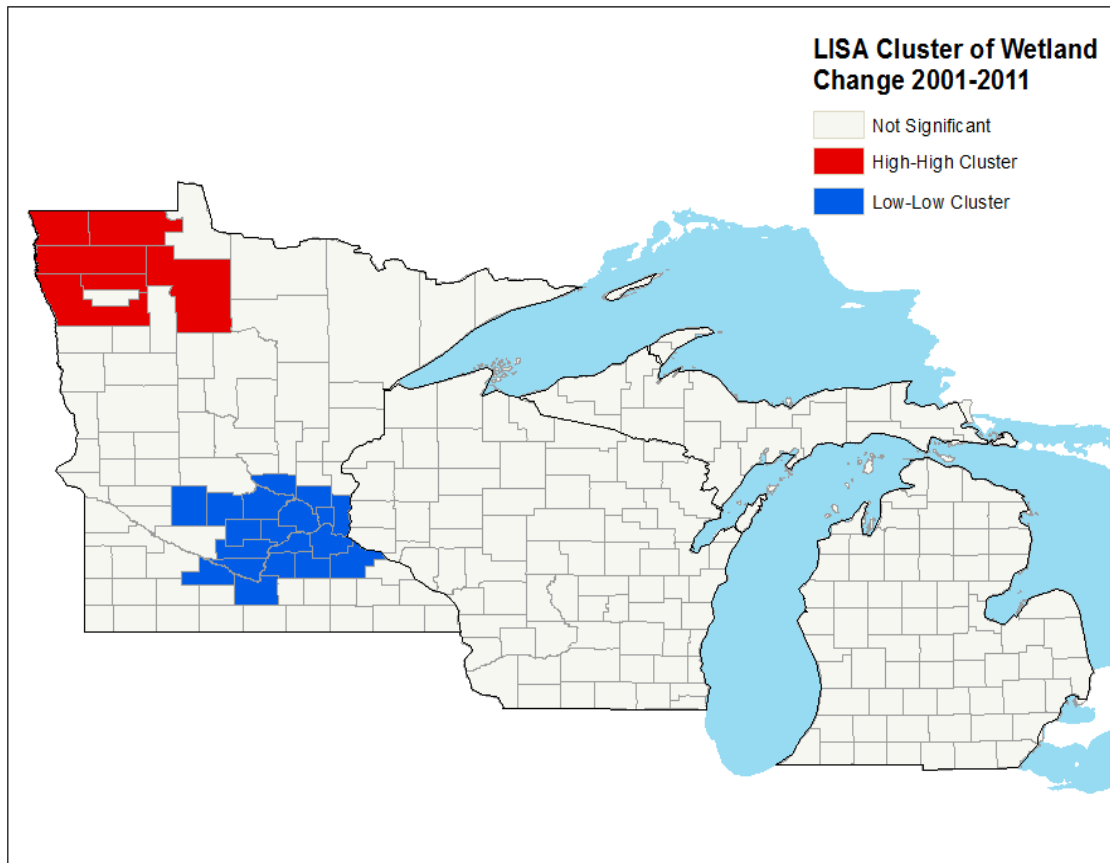 LISA Cluster of Wetland
Change 2001-2011
Not Significant
High-High Cluster
Low-Low Cluster